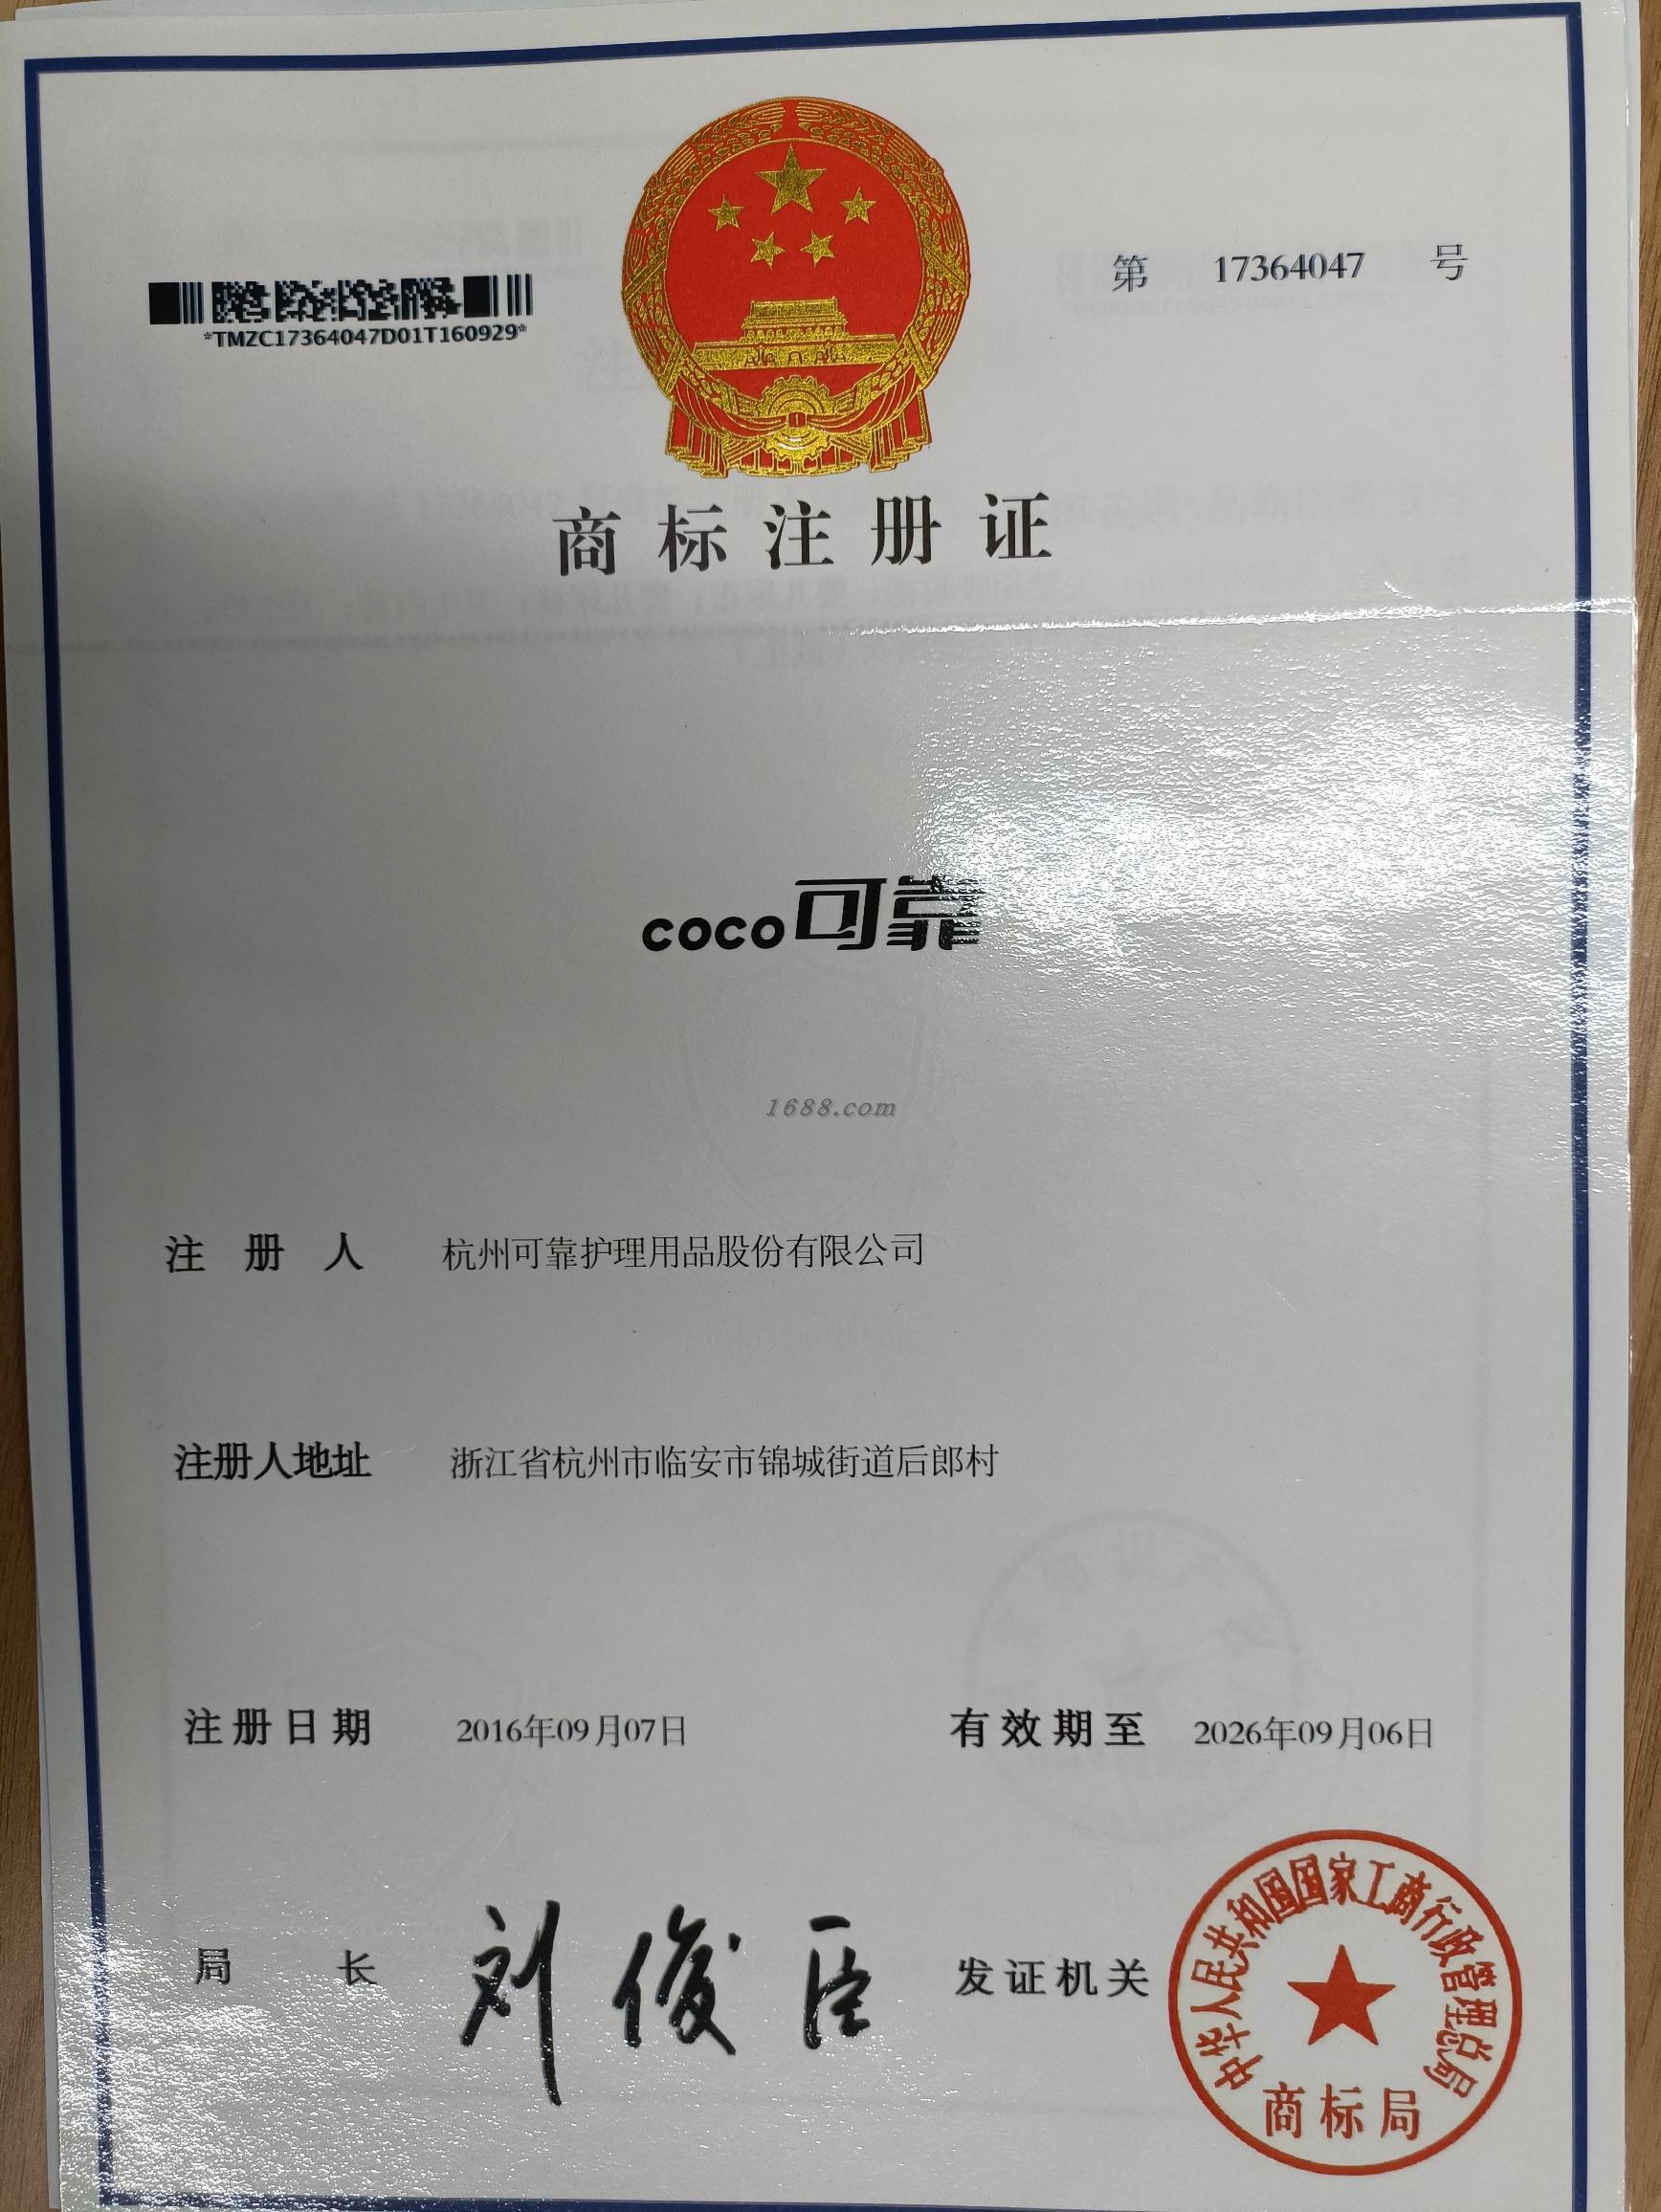 第 17364047 号
*TMZC17364047D01T160929*
商标注册证
coco可靠
1688.com
注册人 杭州可靠护理用品股份有限公司
注册人地址 浙江省杭州市临安市锦城街道后郎村
注册日期 2016年09月07日 有效期至 2026年09月06日
局长 刘俊臣 发证机关
中华人民共和国国家工商行政管理总局
商标局